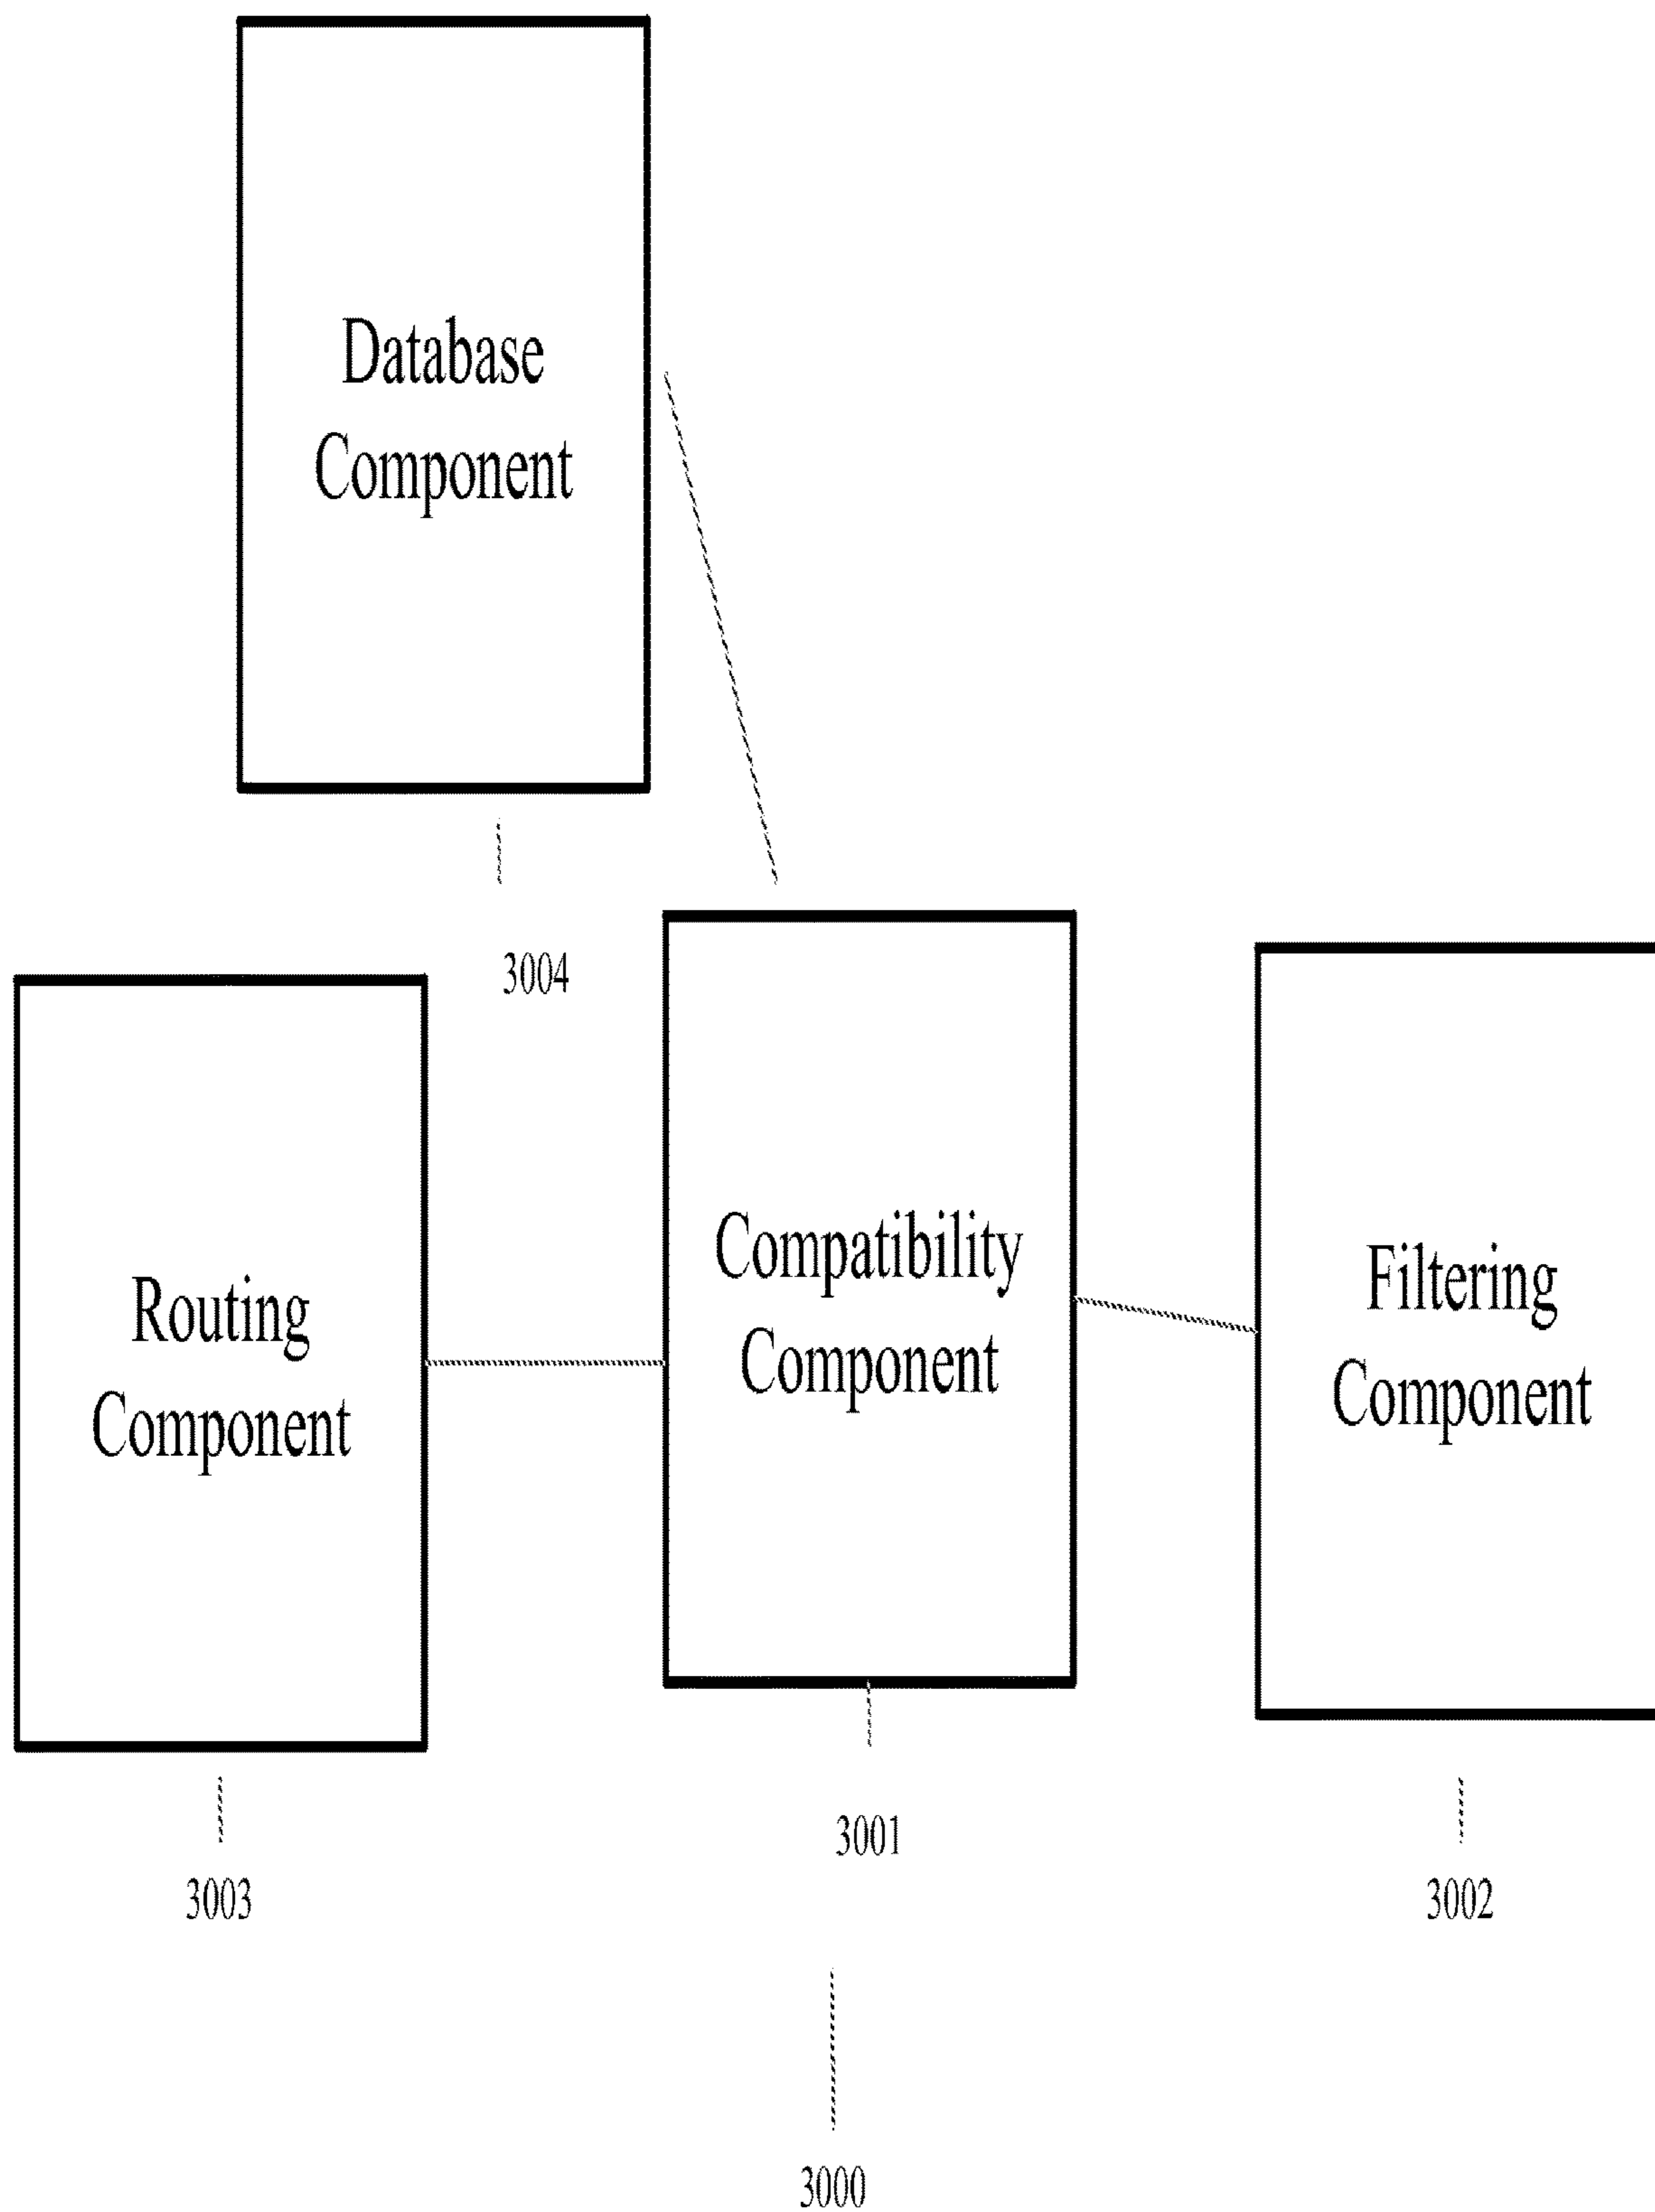 Database
Component
3004
Routing
Component
Compatibility
Component
Filtering
Component
3003
3001
3002
3000